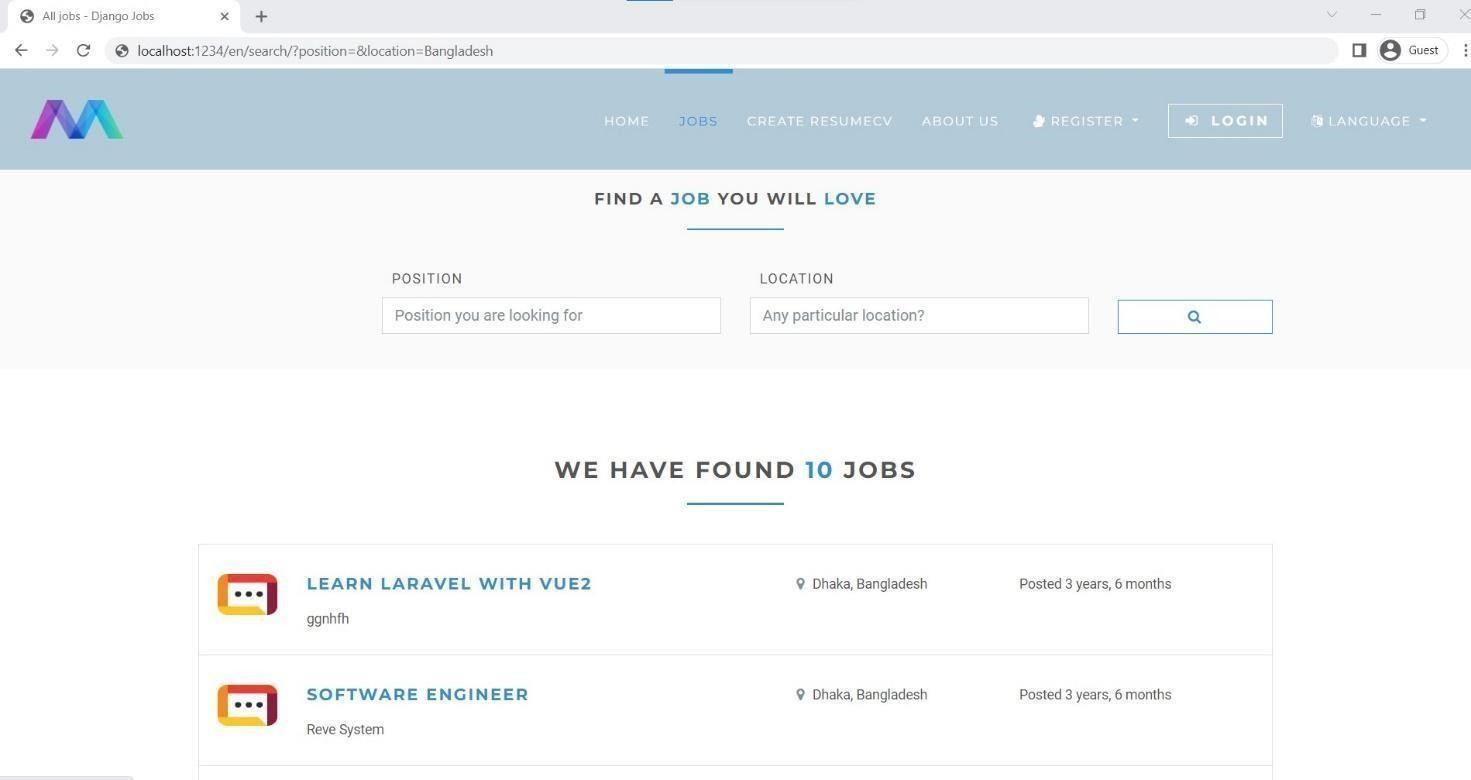 All jobs - Django Jobs
localhost:1234/en/search/?position=&location=Bangladesh
Guest
HOME JOBS CREATE RESUMECV ABOUT US REGISTER LOGIN LANGUAGE
FIND A JOB YOU WILL LOVE
POSITION LOCATION
Position you are looking for Any particular location?
WE HAVE FOUND 10 JOBS
LEARN LARAVEL WITH VUE2 Dhaka, Bangladesh Posted 3 years, 6 months
ggnhfh
SOFTWARE ENGINEER Dhaka, Bangladesh Posted 3 years, 6 months
Reve System